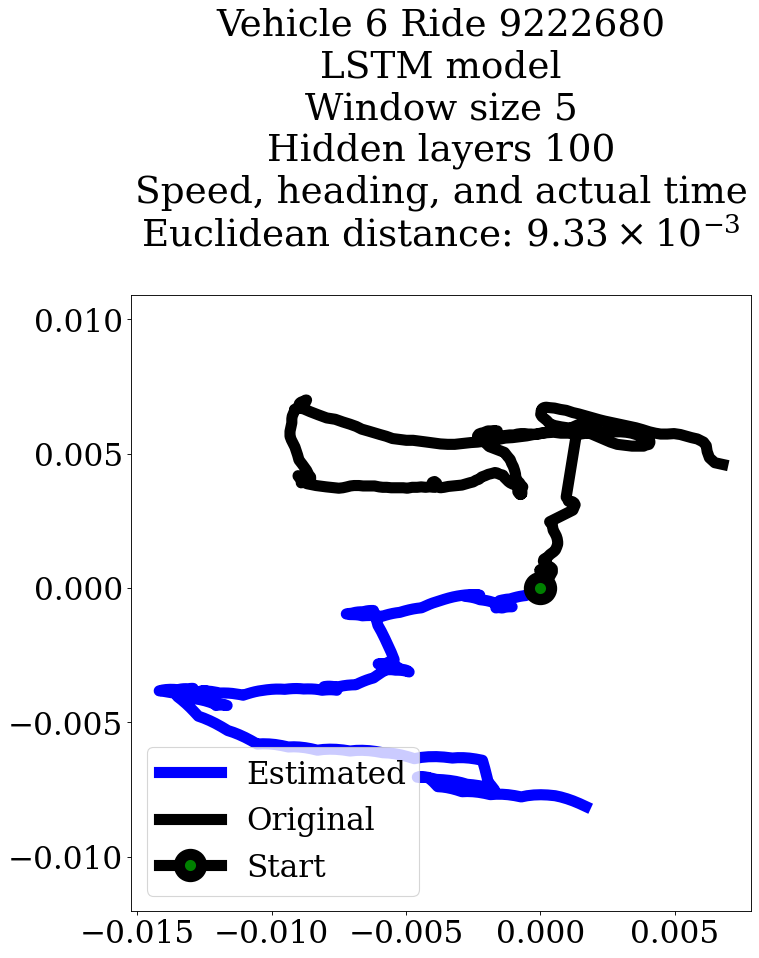 Vehicle 6 Ride 9222680
LSTM model
Window size 5
Hidden layers 100
Speed, heading, and actual time
Euclidean distance: 9.33 × 10⁻³
0.010
0.005
0.000
−0.005
−0.010
Estimated
Original
Start
−0.015 −0.010 −0.005 0.000 0.005